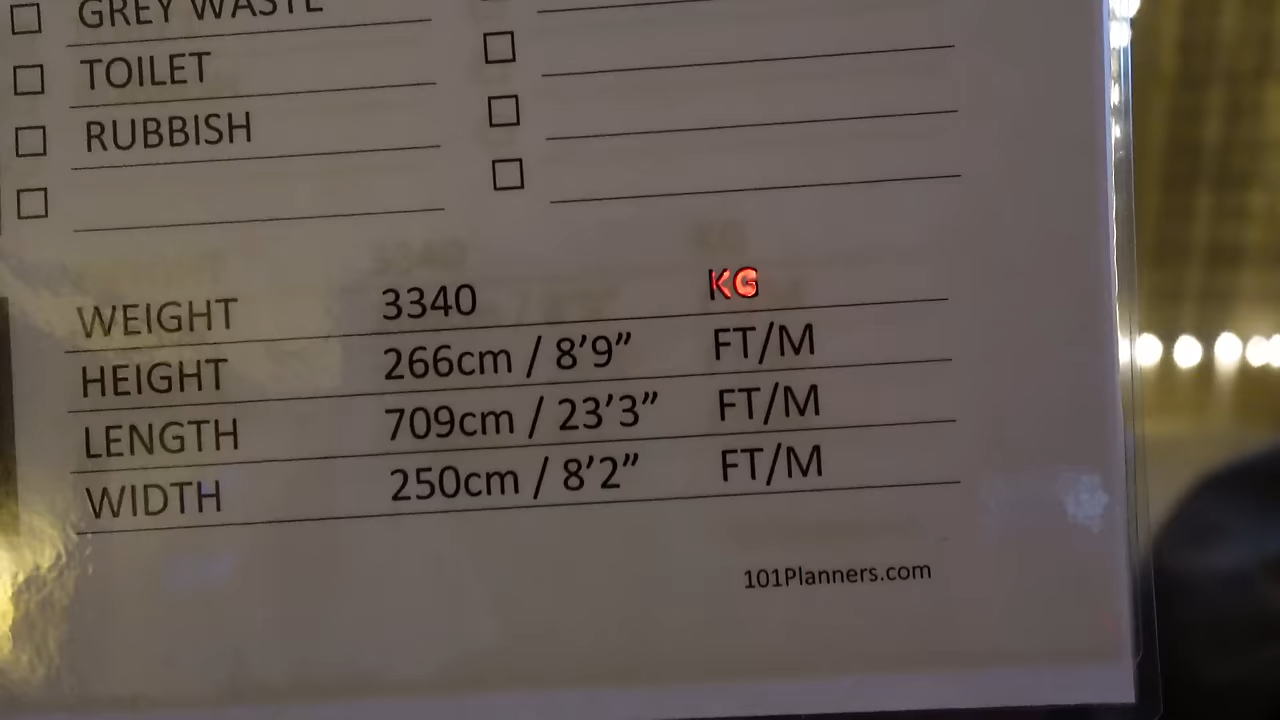 GREY WASTE
TOILET
RUBBISH
WEIGHT 3340 KG
HEIGHT 266cm / 8’9” FT/M
LENGTH 709cm / 23’3” FT/M
WIDTH 250cm / 8’2” FT/M
101Planners.com